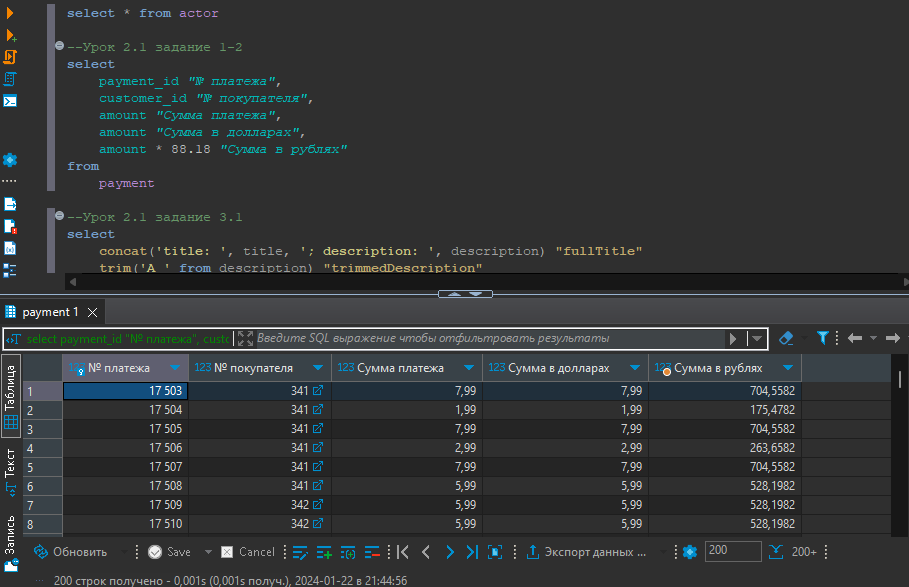 select * from actor
--Урок 2.1 задание 1-2
select
payment_id "№ платежа",
customer_id "№ покупателя",
amount "Сумма платежа",
amount "Сумма в долларах",
amount * 88.18 "Сумма в рублях"
from
payment
--Урок 2.1 задание 3.1
select
concat('title: ', title, '; description: ', description) "fullTitle"
trim('A ' from description) "trimmedDescription"
payment 1
select payment_id "№ платежа", custo
Введите SQL выражение чтобы отфильтровать результаты
Таблица
Текст
Запись
№ платежа 123 № покупателя 123 Сумма платежа 123 Сумма в долларах 123 Сумма в рублях
1 17 503 341 7,99 7,99 704,5582
2 17 504 341 1,99 1,99 175,4782
3 17 505 341 7,99 7,99 704,5582
4 17 506 341 2,99 2,99 263,6582
5 17 507 341 7,99 7,99 704,5582
6 17 508 341 5,99 5,99 528,1982
7 17 509 342 5,99 5,99 528,1982
8 17 510 342 5,99 5,99 528,1982
Обновить Save Cancel Экспорт данных ... 200 200+
200 строк получено - 0,001s (0,001s получ.), 2024-01-22 в 21:44:56